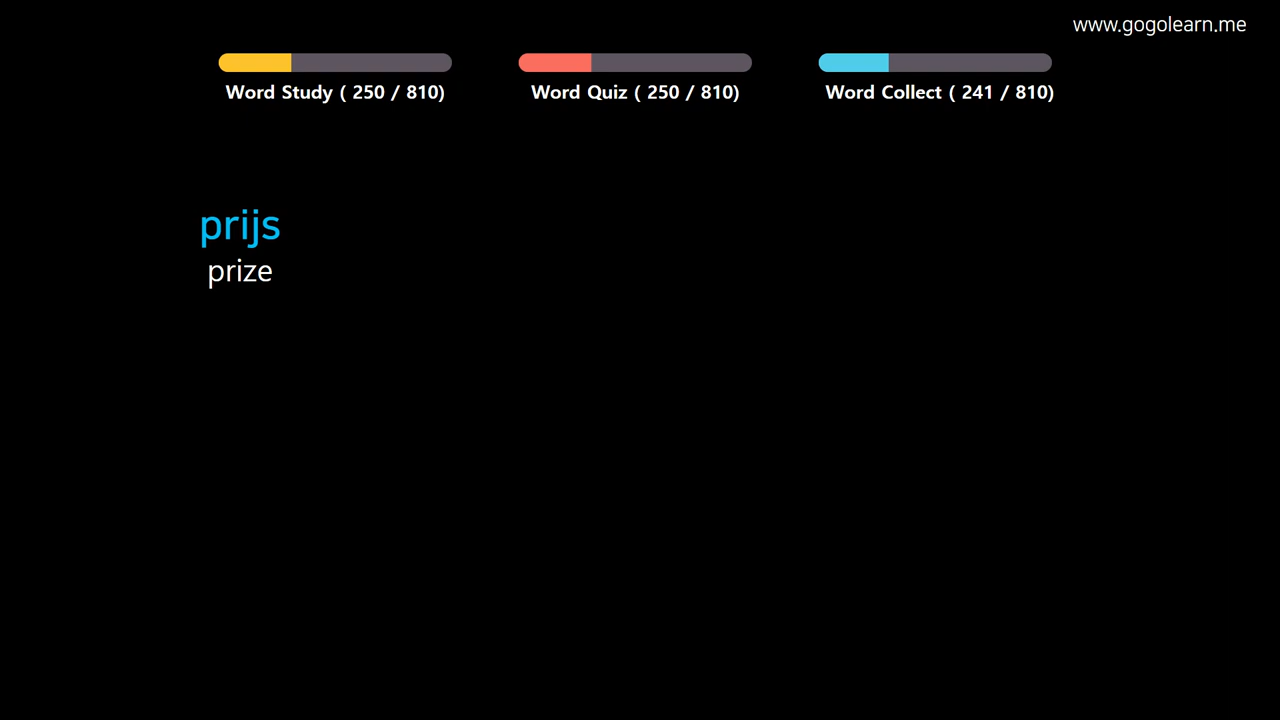 www.gogolearn.me
Word Study ( 250 / 810)
Word Quiz ( 250 / 810)
Word Collect ( 241 / 810)
prijs
prize